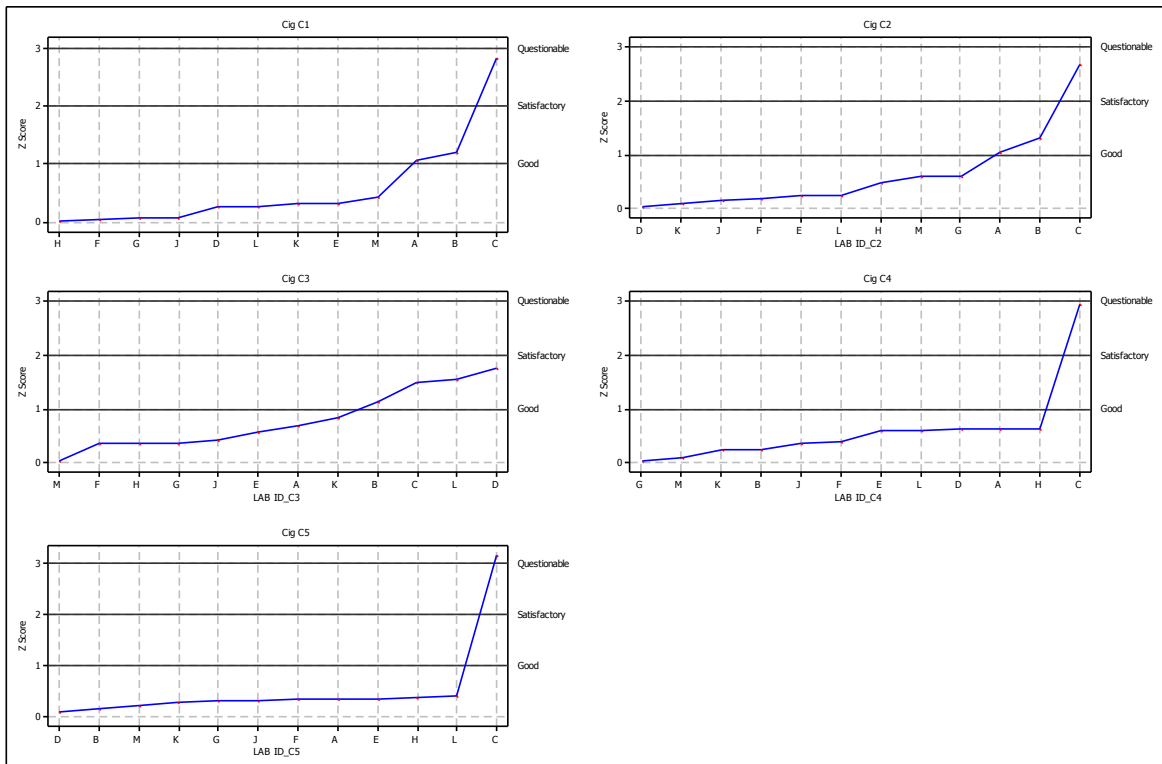 Cig C1
Z Score
3
2
1
0
Questionable
Satisfactory
Good
H F G J D L K E M A B C
LAB ID_C1
Cig C2
Z Score
3
2
1
0
Questionable
Satisfactory
Good
D K J F E L H M G A B C
LAB ID_C2
Cig C3
Z Score
3
2
1
0
Questionable
Satisfactory
Good
M F H G J E A K B C L D
LAB ID_C3
Cig C4
Z Score
3
2
1
0
Questionable
Satisfactory
Good
G M K B J F E L D A H C
LAB ID_C4
Cig C5
Z Score
3
2
1
0
Questionable
Satisfactory
Good
D B M K G J F A E H L C
LAB ID_C5